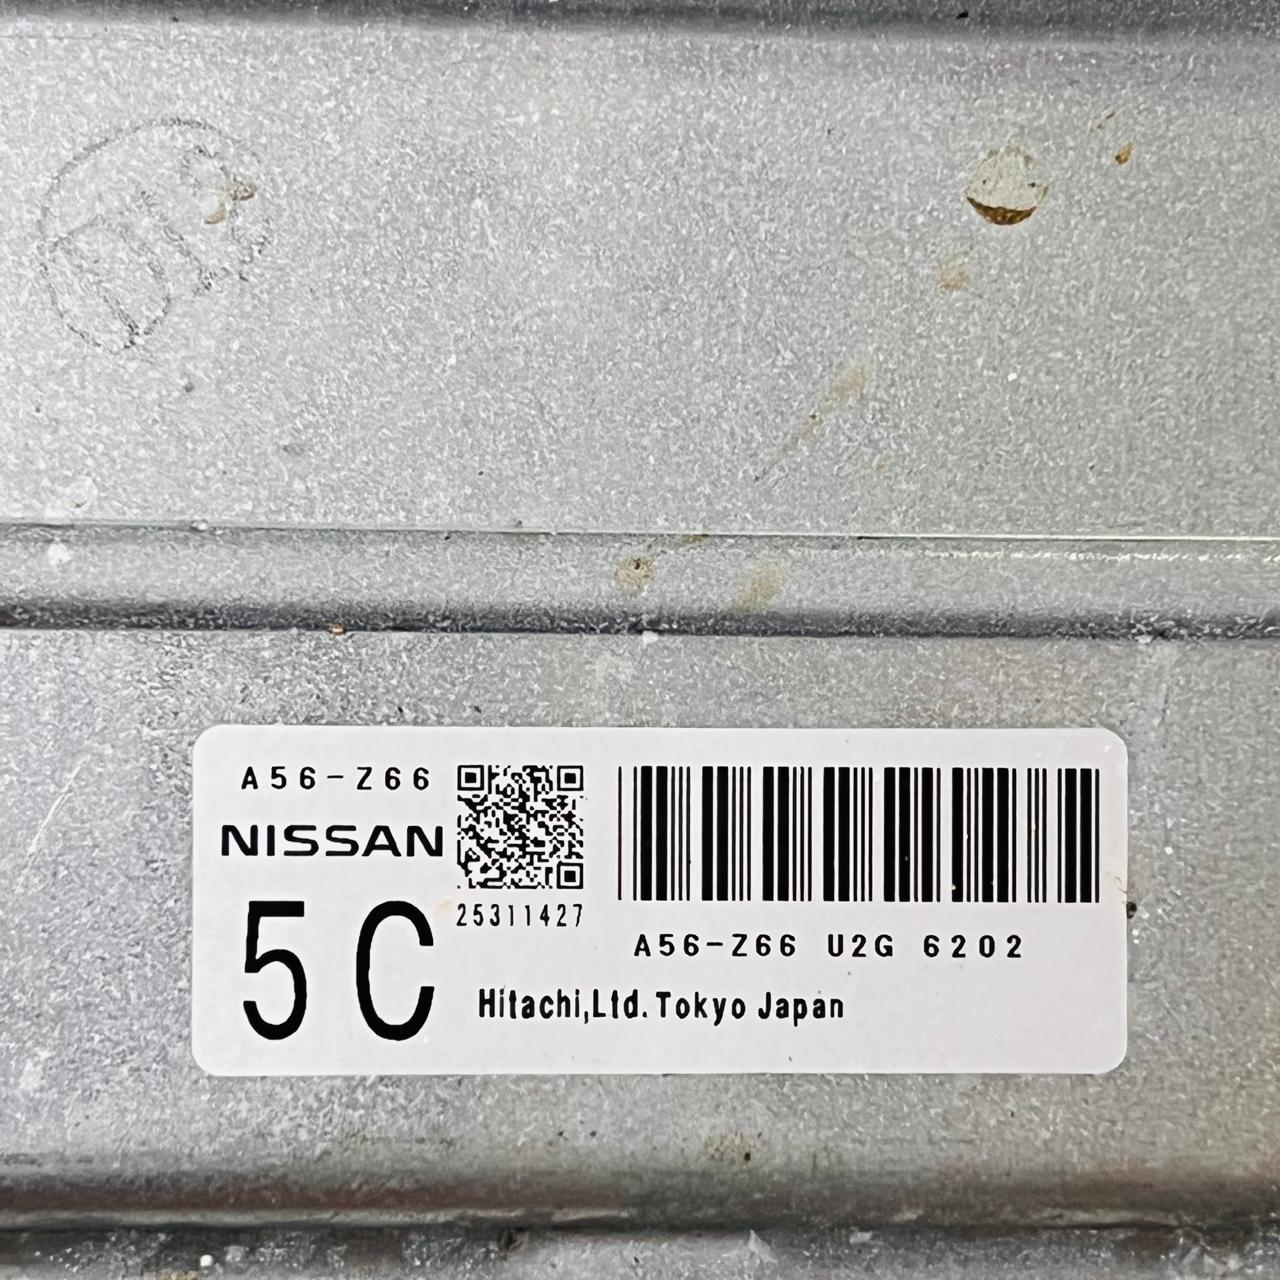 A56-Z66
NISSAN
5C
25311427
A56-Z66 U2G 6202
Hitachi,Ltd. Tokyo Japan